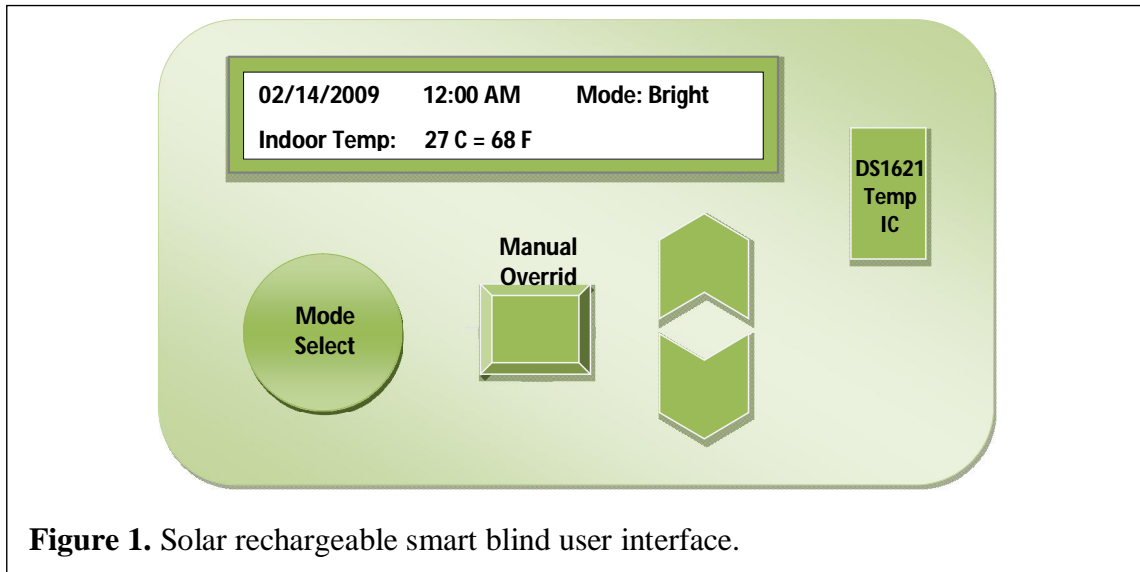 02/14/2009 12:00 AM Mode: Bright
Indoor Temp: 27 C = 68 F
DS1621
Temp
IC
Manual
Overrid
Mode
Select
Figure 1. Solar rechargeable smart blind user interface.